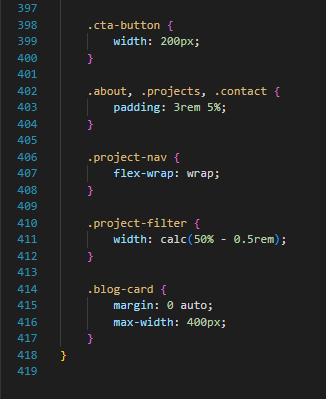 397
398 .cta-button {
399 width: 200px;
400 }
401
402 .about, .projects, .contact {
403 padding: 3rem 5%;
404 }
405
406 .project-nav {
407 flex-wrap: wrap;
408 }
409
410 .project-filter {
411 width: calc(50% - 0.5rem);
412 }
413
414 .blog-card {
415 margin: 0 auto;
416 max-width: 400px;
417 }
418 }
419